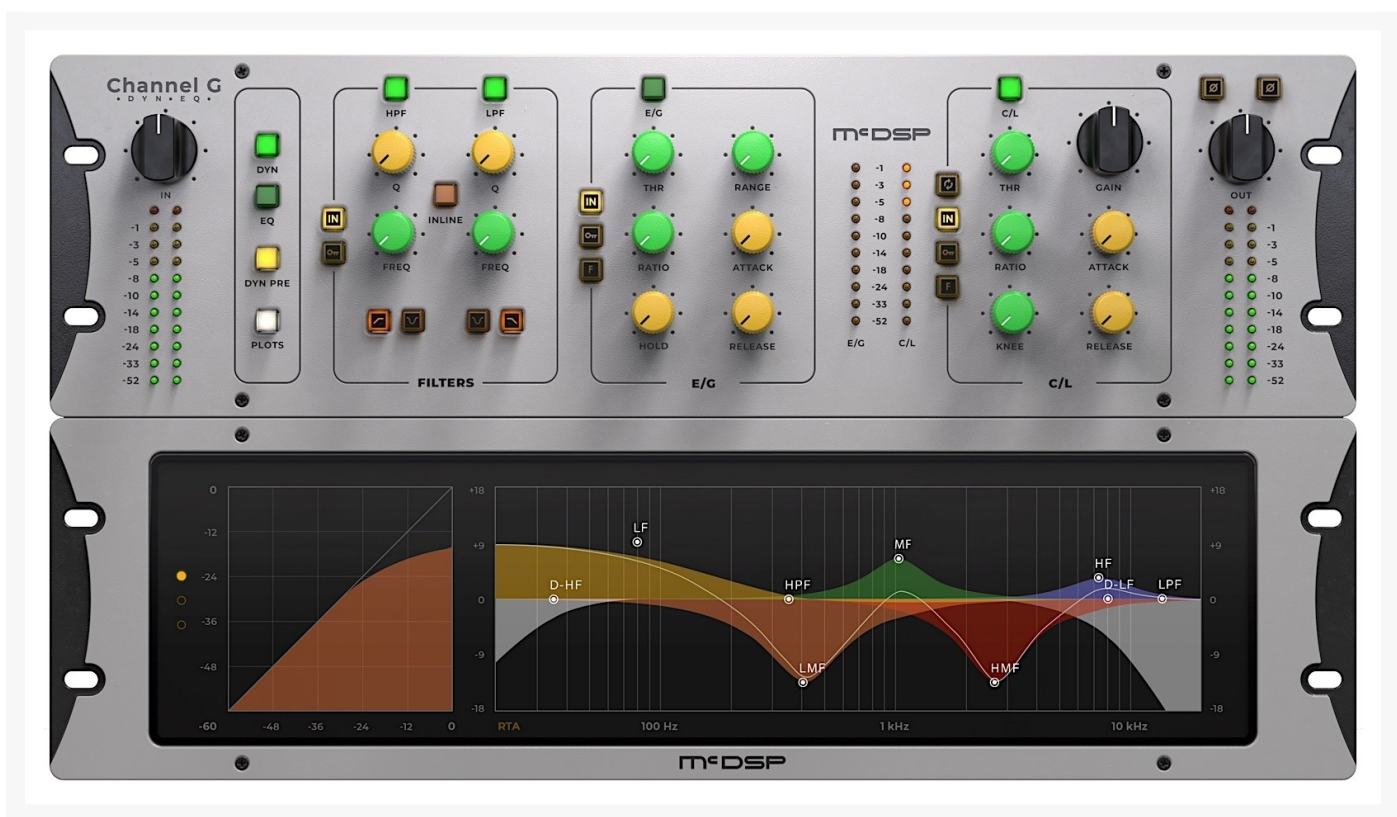 Channel G
• D Y N • E Q •
IN
-1
-3
-5
-8
-10
-14
-18
-24
-33
-52
DYN
EQ
DYN PRE
PLOTS
HPF LPF
Q Q
IN
INLINE
FREQ FREQ
FILTERS
E/G
THR RANGE
IN
RATIO ATTACK
F
HOLD RELEASE
E/G
McDSP
-1
-3
-5
-8
-10
-14
-18
-24
-33
-52
E/G C/L
C/L
THR GAIN
IN
RATIO ATTACK
F
KNEE RELEASE
C/L
Ø Ø
OUT
-1
-3
-5
-8
-10
-14
-18
-24
-33
-52
0
-12
-24
-36
-48
-60 -48 -36 -24 -12 0
+18 +18
+9 +9
0 0
-9 -9
-18 -18
LF
MF
HF
D-HF HPF D-LF LPF
LMF HMF
RTA 100 Hz 1 kHz 10 kHz
McDSP